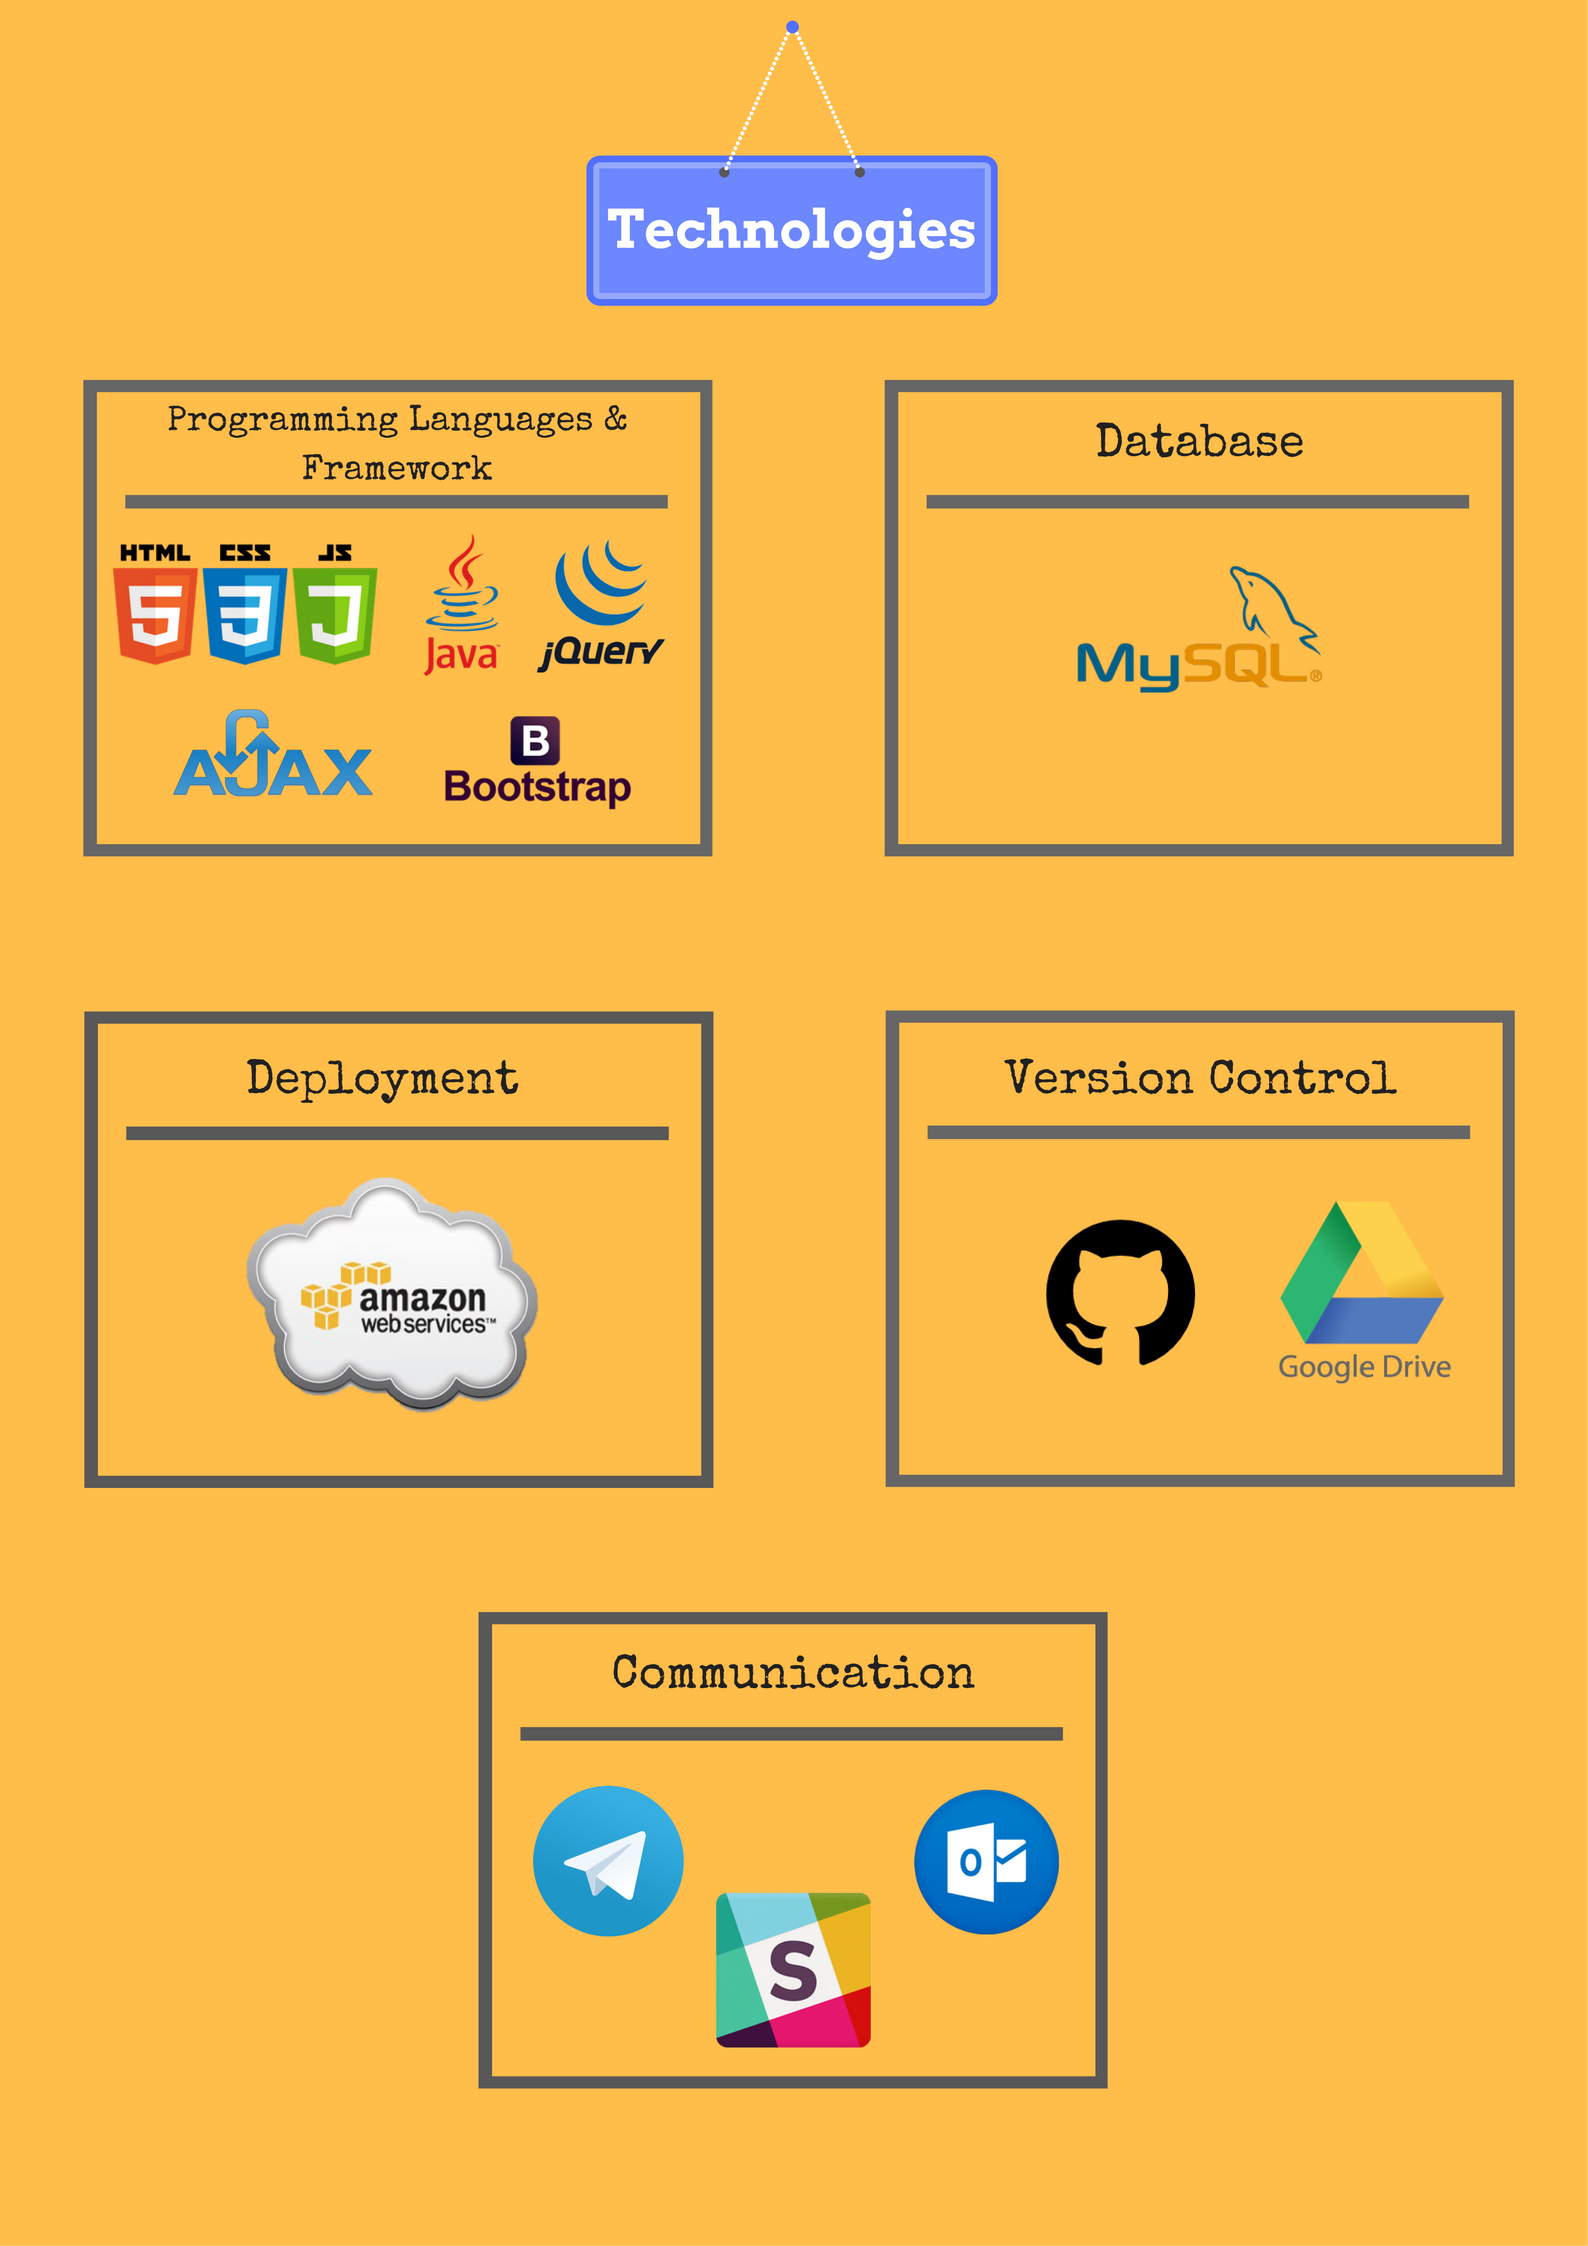 Technologies
Programming Languages &
Framework
HTML CSS JS
5 3 J
Java™
jQuery
AJAX
B
Bootstrap
Database
MySQL®
Deployment
amazon
web services™
Version Control
Google Drive
Communication
O
S